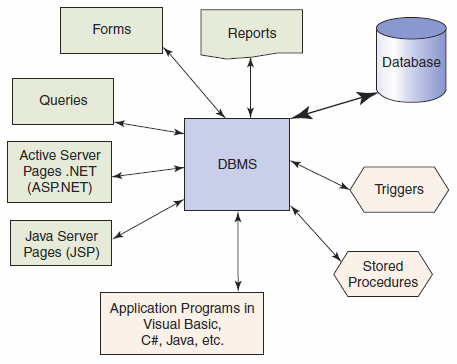 Forms
Reports
Database
Queries
DBMS
Active Server
Pages .NET
(ASP.NET)
Triggers
Java Server
Pages (JSP)
Stored
Procedures
Application Programs in
Visual Basic,
C#, Java, etc.